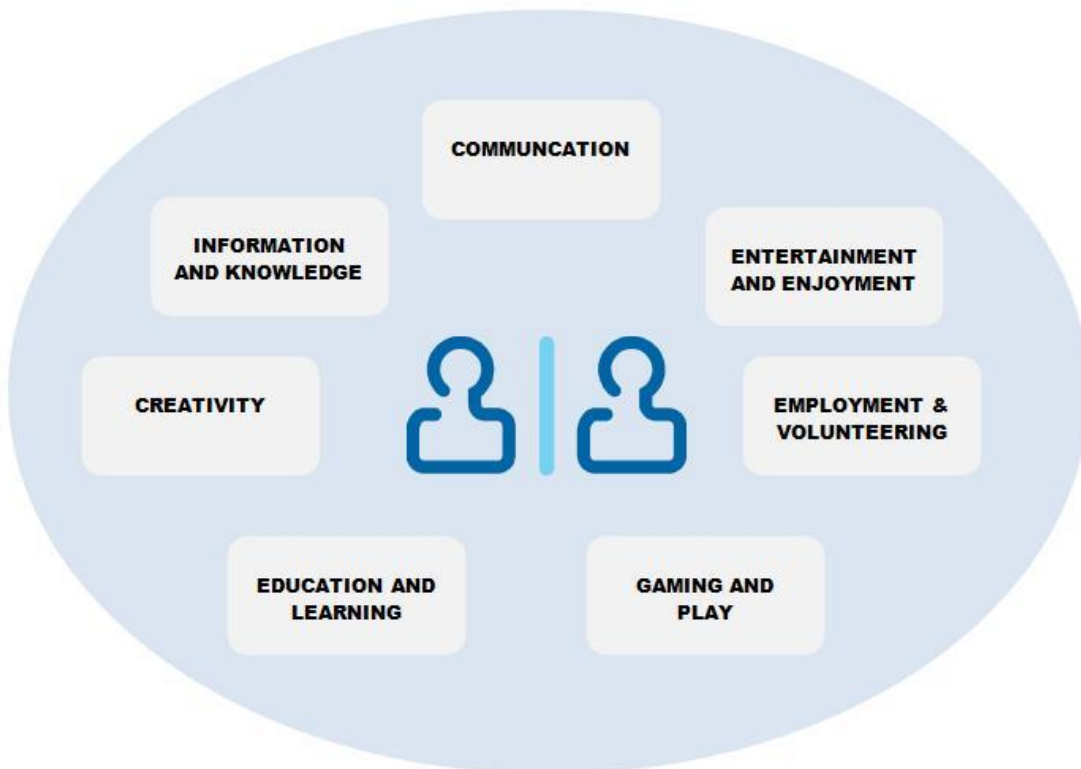 COMMUNCATION
INFORMATION
AND KNOWLEDGE
ENTERTAINMENT
AND ENJOYMENT
CREATIVITY
EMPLOYMENT &
VOLUNTEERING
EDUCATION AND
LEARNING
GAMING AND
PLAY